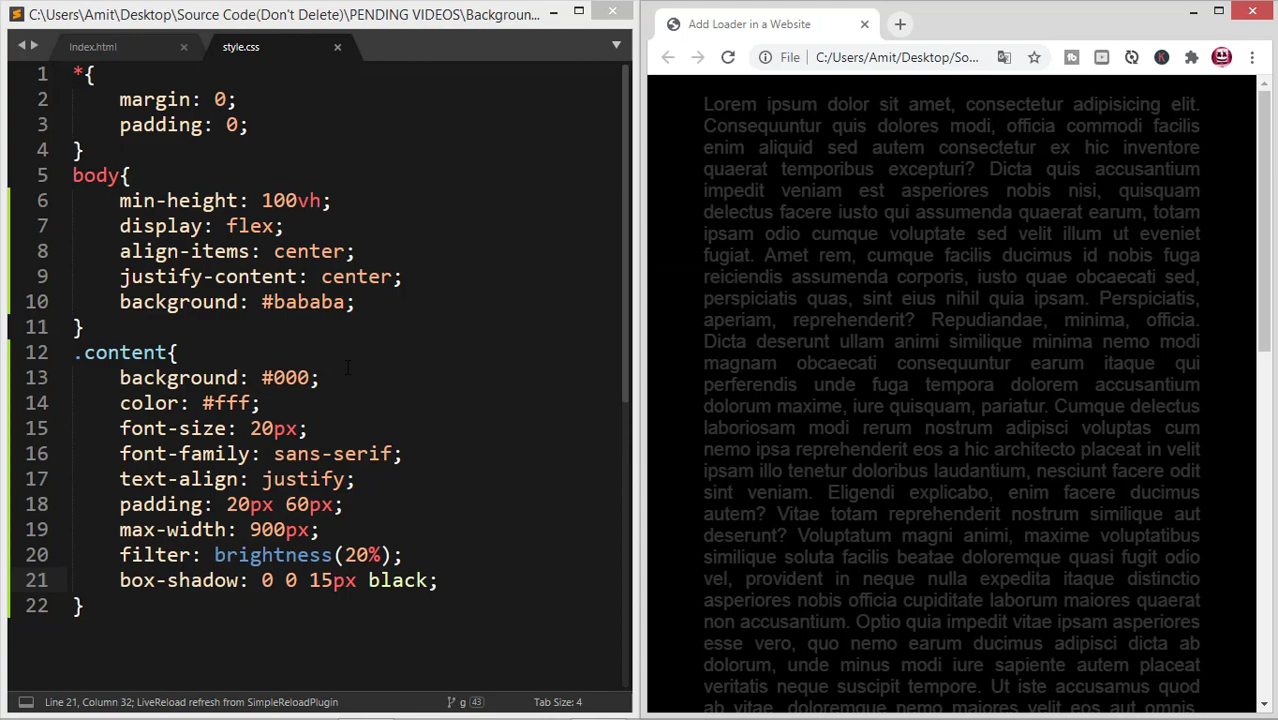 C:\Users\Amit\Desktop\Source Code(Don't Delete)\PENDING VIDEOS\Backgroun...
Index.html
style.css
1 *{
2 margin: 0;
3 padding: 0;
4 }
5 body{
6 min-height: 100vh;
7 display: flex;
8 align-items: center;
9 justify-content: center;
10 background: #bababa;
11 }
12 .content{
13 background: #000;
14 color: #fff;
15 font-size: 20px;
16 font-family: sans-serif;
17 text-align: justify;
18 padding: 20px 60px;
19 max-width: 900px;
20 filter: brightness(20%);
21 box-shadow: 0 0 15px black;
22 }
Line 21, Column 32; LiveReload refresh from SimpleReloadPlugin
g 43
Tab Size: 4
Add Loader in a Website
File C:/Users/Amit/Desktop/So...
K
Lorem ipsum dolor sit amet, consectetur adipisicing elit.
Consequuntur quis dolores modi, officia commodi facilis
enim aliquid sed autem consectetur ex hic inventore
quaerat temporibus excepturi? Dicta quis accusantium
impedit veniam est asperiores nobis nisi, quisquam
delectus facere iusto qui assumenda quaerat earum, totam
ipsam odio cumque voluptate sed velit illum ut eveniet
fugiat. Amet rem, cumque facilis ducimus id nobis fuga
reiciendis assumenda corporis, iusto quae obcaecati sed,
perspiciatis quas, sint eius nihil quia ipsam. Perspiciatis,
aperiam, reprehenderit? Repudiandae, minima, officia.
Dicta deserunt ullam animi similique minima nemo modi
magnam obcaecati consequuntur earum itaque qui
perferendis unde fuga tempora dolorem accusantium
dolorum maxime, iure quisquam, pariatur. Cumque delectus
laboriosam modi rerum nostrum adipisci voluptas cum
nemo ipsa reprehenderit eos a hic architecto placeat in velit
ipsam illo tenetur doloribus laudantium, nesciunt facere odit
sint veniam. Eligendi explicabo, enim facere ducimus
autem? Vitae totam reprehenderit nostrum similique aut
deserunt? Voluptatum magni animi, maxime voluptatibus
similique soluta facilis beatae doloremque quasi fugit odio
vel, provident in neque nulla expedita itaque distinctio
asperiores nobis officia cupiditate laborum maiores quaerat
non accusantium. Optio quia impedit vitae ipsam asperiores
esse vero, quo nemo earum ducimus adipisci dicta ab
dolorum, unde minus modi iure sapiente autem placeat
veritatis neque suscipit tempore. Ut iste accusamus quod